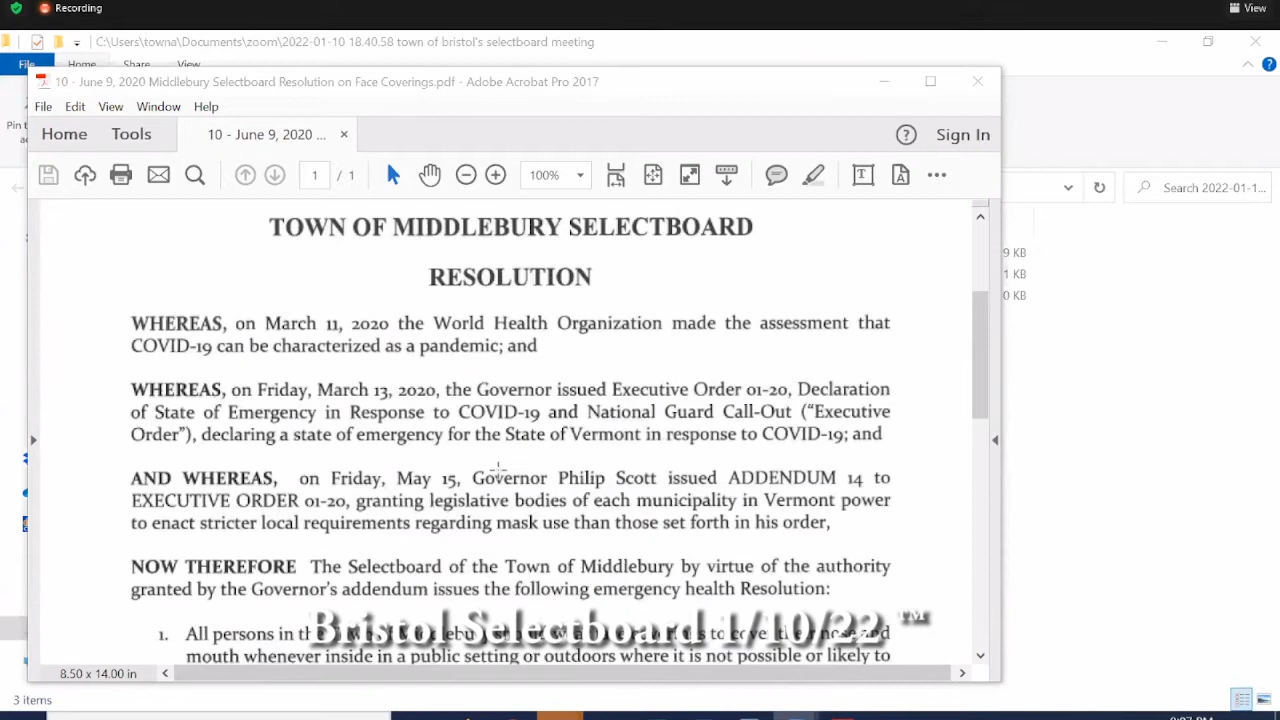 Recording
View
C:\Users\towna\Documents\zoom\2022-01-10 18.40.58 town of bristol's selectboard meeting
File Home Share View
10 - June 9, 2020 Middlebury Selectboard Resolution on Face Coverings.pdf - Adobe Acrobat Pro 2017
File Edit View Window Help
Pin t
Home Tools 10 - June 9, 2020 ... × Sign In
1 / 1 100%
Search 2022-01-1...
TOWN OF MIDDLEBURY SELECTBOARD
9 KB
RESOLUTION
1 KB
0 KB
WHEREAS, on March 11, 2020 the World Health Organization made the assessment that
COVID-19 can be characterized as a pandemic; and
WHEREAS, on Friday, March 13, 2020, the Governor issued Executive Order 01-20, Declaration
of State of Emergency in Response to COVID-19 and National Guard Call-Out (“Executive
Order”), declaring a state of emergency for the State of Vermont in response to COVID-19; and
AND WHEREAS, on Friday, May 15, Governor Philip Scott issued ADDENDUM 14 to
EXECUTIVE ORDER 01-20, granting legislative bodies of each municipality in Vermont power
to enact stricter local requirements regarding mask use than those set forth in his order,
NOW THEREFORE The Selectboard of the Town of Middlebury by virtue of the authority
granted by the Governor's addendum issues the following emergency health Resolution:
1. All persons in the
Bristol Selectboard 1/10/22 ™
and
mouth whenever inside in a public setting or outdoors where it is not possible or likely to
8.50 x 14.00 in
3 items